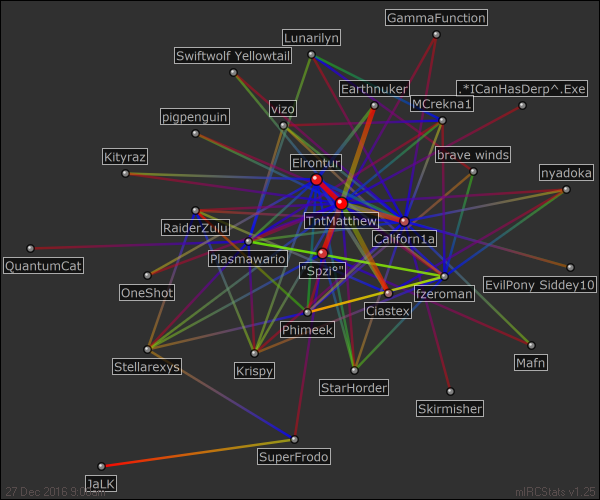 GammaFunction
Lunarilyn
Swiftwolf Yellowtail
Earthnuker
.*ICanHasDerp^.Exe
vizo
MCrekna1
pigpenguin
Kityraz
Elrontur
brave winds
nyadoka
TntMatthew
RaiderZulu
Californ1a
QuantumCat
Plasmawario
"Spzi°"
OneShot
EvilPony Siddey10
fzeroman
Ciastex
Phimeek
Stellarexys
Krispy
StarHorder
Mafn
Skirmisher
SuperFrodo
JaLK
27 Dec 2016 9:00am
mIRCStats v1.25